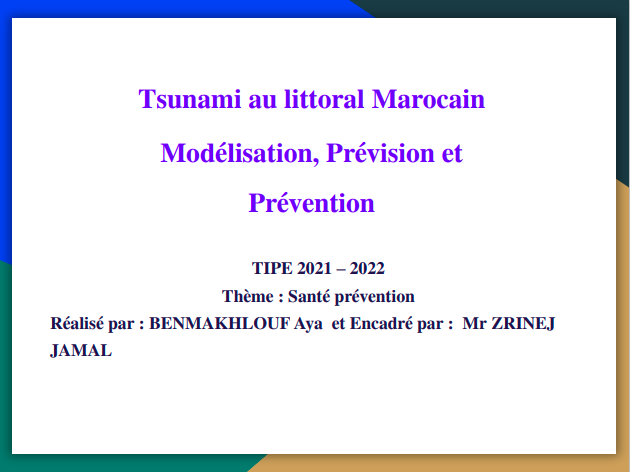 Tsunami au littoral Marocain
Modélisation, Prévision et
Prévention
TIPE 2021 – 2022
Thème : Santé prévention
Réalisé par : BENMAKHLOUF Aya et Encadré par : Mr ZRINEJ
JAMAL